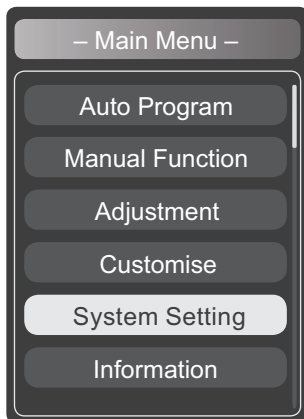 – Main Menu –
Auto Program
Manual Function
Adjustment
Customise
System Setting
Information